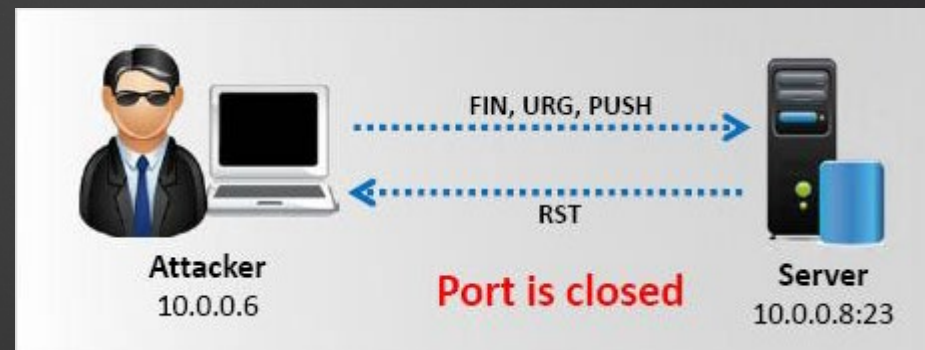 FIN, URG, PUSH
RST
Attacker
10.0.0.6
Port is closed
Server
10.0.0.8:23